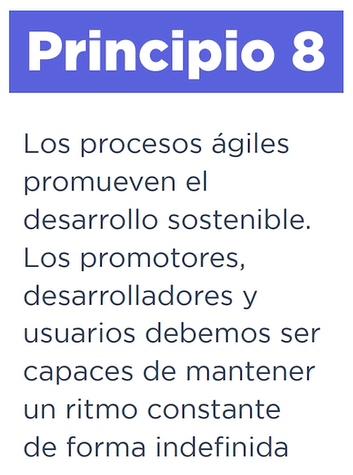 Principio 8
Los procesos ágiles
promueven el
desarrollo sostenible.
Los promotores,
desarrolladores y
usuarios debemos ser
capaces de mantener
un ritmo constante
de forma indefinida